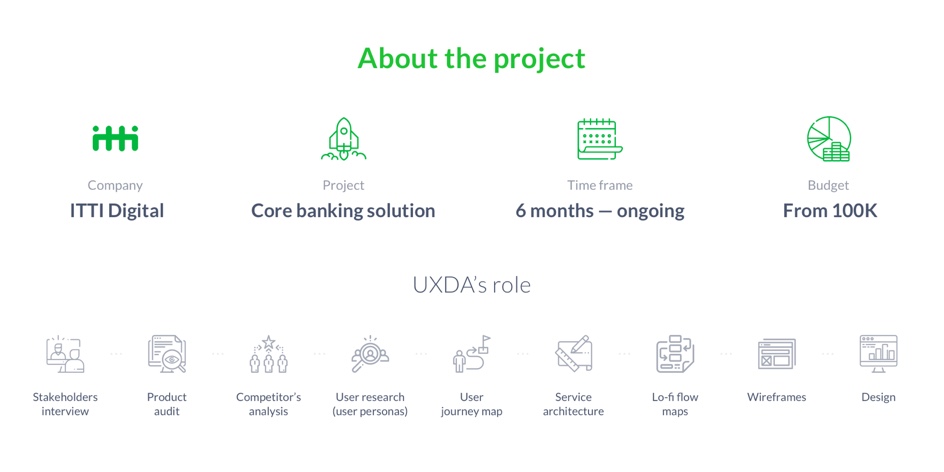 About the project
Company
Project
Time frame
Budget
ITTI Digital
Core banking solution
6 months — ongoing
From 100K
UXDA’s role
Stakeholders
interview
Product
audit
Competitor’s
analysis
User research
(user personas)
User
journey map
Service
architecture
Lo-fi flow
maps
Wireframes
Design